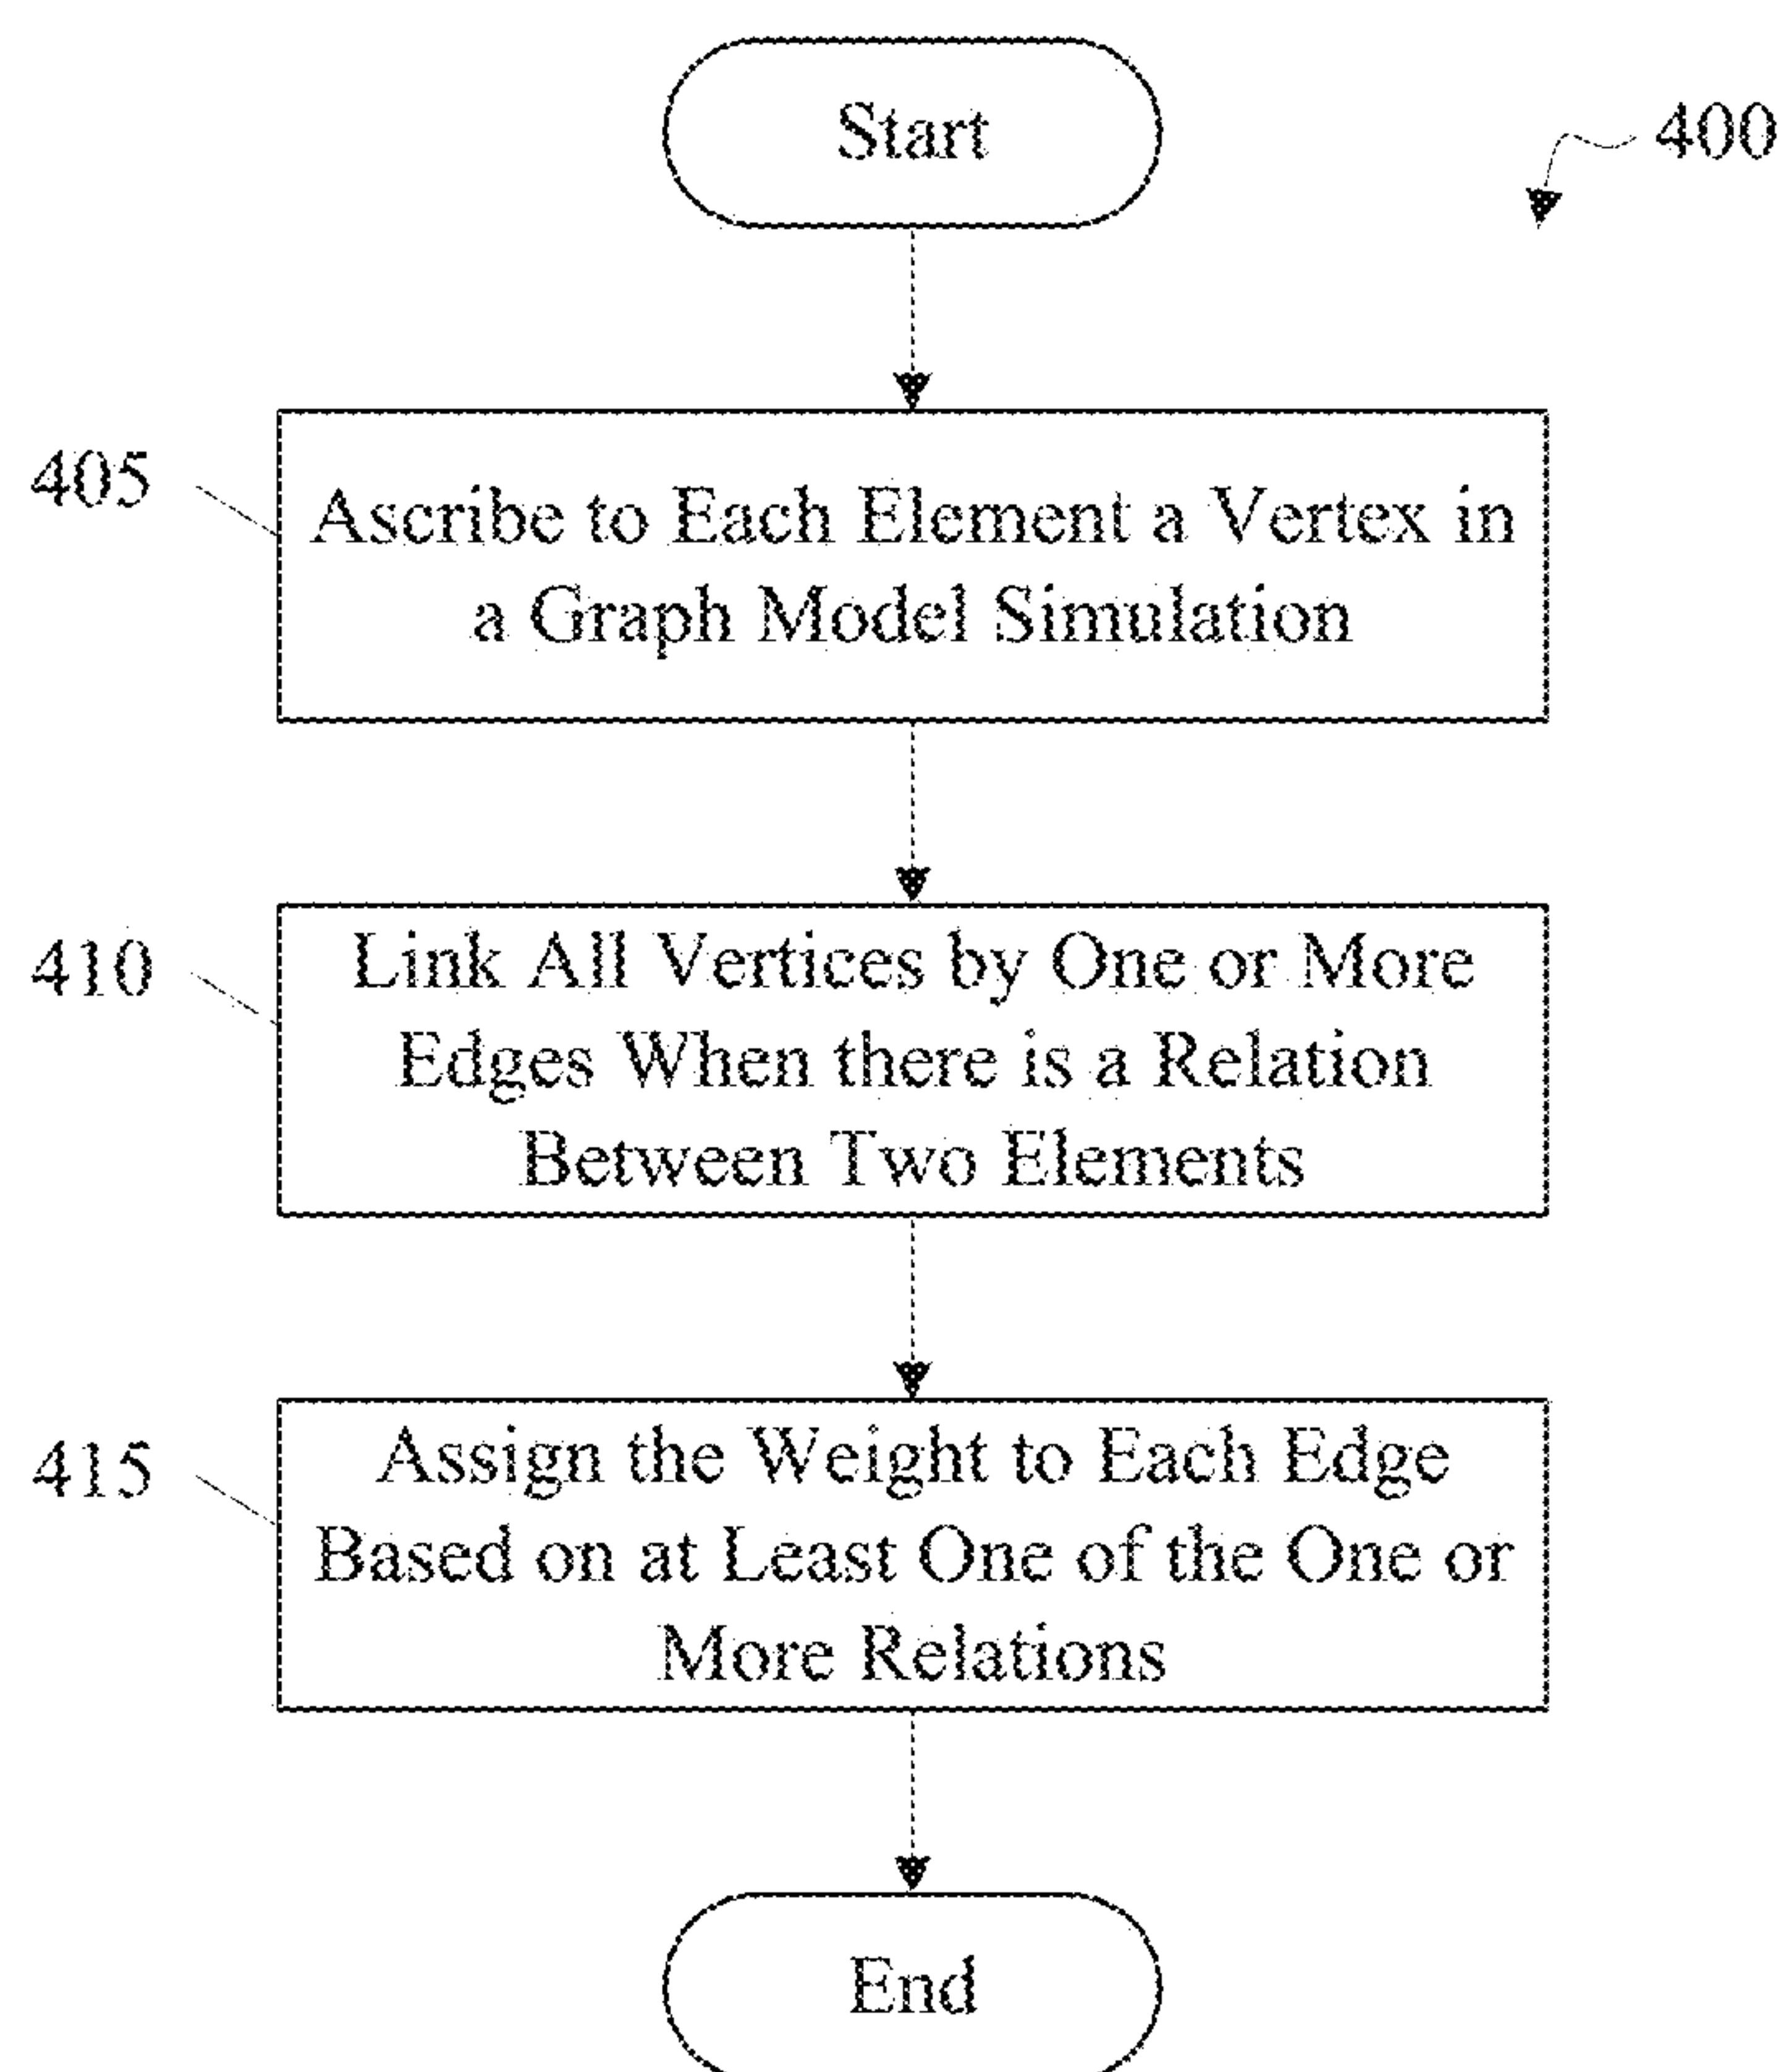 Start
400
405
Ascribe to Each Element a Vertex in
a Graph Model Simulation
410
Link All Vertices by One or More
Edges When there is a Relation
Between Two Elements
415
Assign the Weight to Each Edge
Based on at Least One of the One or
More Relations
End